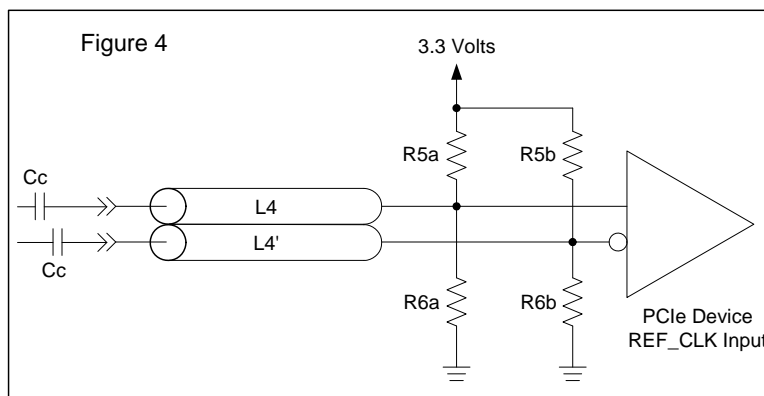 Figure 4
3.3 Volts
R5a
R5b
Cc
L4
L4'
Cc
R6a
R6b
PCIe Device
REF_CLK Input